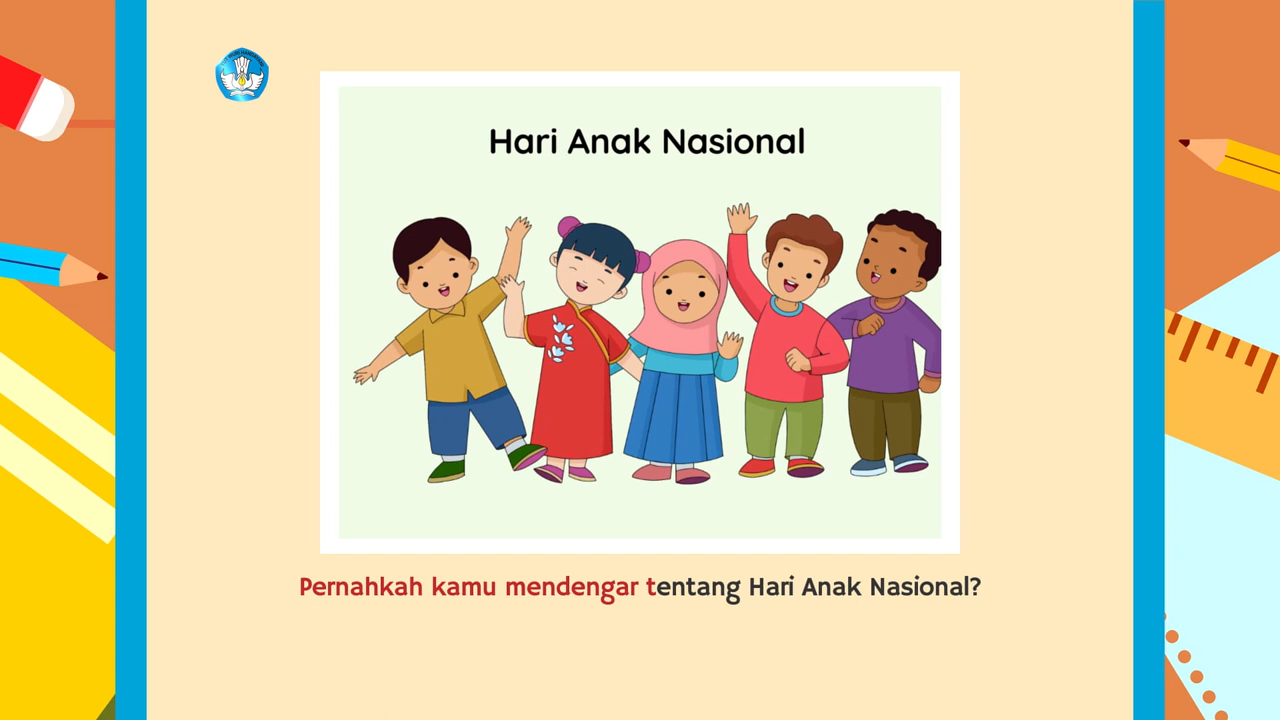 Hari Anak Nasional
Pernahkah kamu mendengar tentang Hari Anak Nasional?